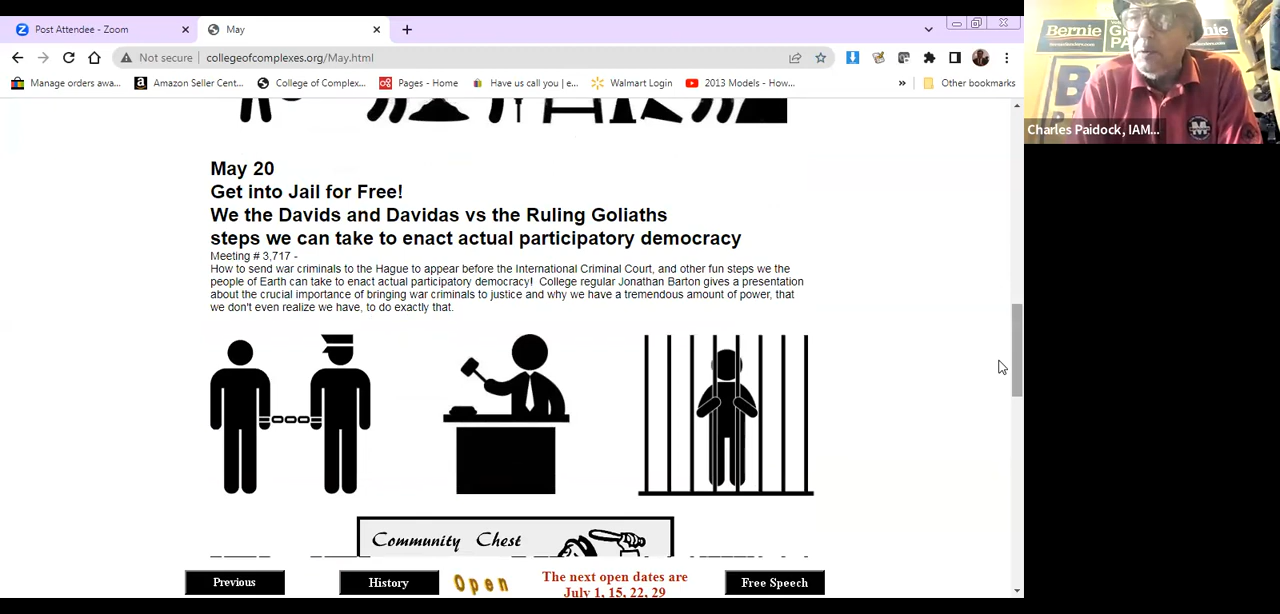 Post Attendee - Zoom
May
Not secure
collegeofcomplexes.org/May.html
Manage orders awa...
Amazon Seller Cent...
College of Complex...
Pages - Home
Have us call you | e...
Walmart Login
2013 Models - How...
»
Other bookmarks
Bernie
Charles Paidock, IAM...
May 20
Get into Jail for Free!
We the Davids and Davidas vs the Ruling Goliaths
steps we can take to enact actual participatory democracy
Meeting # 3,717 -
How to send war criminals to the Hague to appear before the International Criminal Court, and other fun steps we the
people of Earth can take to enact actual participatory democracy!  College regular Jonathan Barton gives a presentation
about the crucial importance of bringing war criminals to justice and why we have a tremendous amount of power, that
we don't even realize we have, to do exactly that.
Community Chest
Previous
History
Open
The next open dates are
July 1, 15, 22, 29
Free Speech